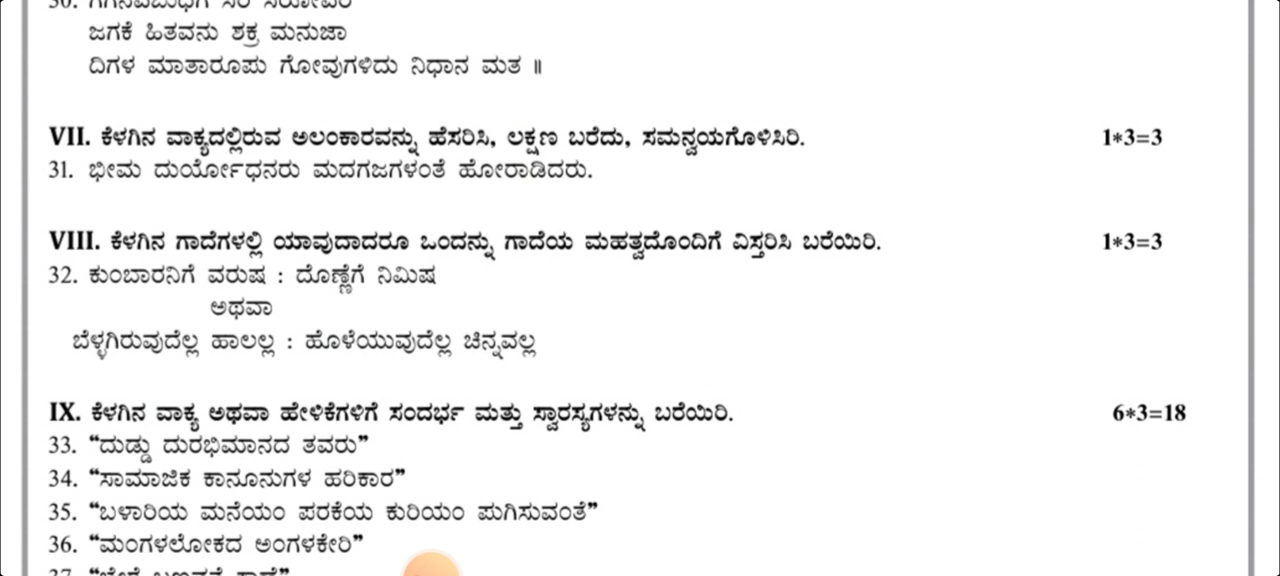 ಜಗಕೆ ಹಿತವನು ಶಕ್ರ ಮನುಜಾ
ದಿಗಳ ಮಾತಾರೂಪು ಗೋವುಗಳಿದು ನಿಧಾನ ಮತ ॥
VII. ಕೆಳಗಿನ ವಾಕ್ಯದಲ್ಲಿರುವ ಅಲಂಕಾರವನ್ನು ಹೆಸರಿಸಿ, ಲಕ್ಷಣ ಬರೆದು, ಸಮನ್ವಯಗೊಳಿಸಿರಿ. 1*3=3
31. ಭೀಮ ದುರ್ಯೋಧನರು ಮದಗಜಗಳಂತೆ ಹೋರಾಡಿದರು.
VIII. ಕೆಳಗಿನ ಗಾದೆಗಳಲ್ಲಿ ಯಾವುದಾದರೂ ಒಂದನ್ನು ಗಾದೆಯ ಮಹತ್ವದೊಂದಿಗೆ ವಿಸ್ತರಿಸಿ ಬರೆಯಿರಿ. 1*3=3
32. ಕುಂಬಾರನಿಗೆ ವರುಷ : ದೊಣ್ಣೆಗೆ ನಿಮಿಷ
ಅಥವಾ
ಬೆಳ್ಳಗಿರುವುದೆಲ್ಲ ಹಾಲಲ್ಲ : ಹೊಳೆಯುವುದೆಲ್ಲ ಚಿನ್ನವಲ್ಲ
IX. ಕೆಳಗಿನ ವಾಕ್ಯ ಅಥವಾ ಹೇಳಿಕೆಗಳಿಗೆ ಸಂದರ್ಭ ಮತ್ತು ಸ್ವಾರಸ್ಯಗಳನ್ನು ಬರೆಯಿರಿ. 6*3=18
33. “ದುಡ್ಡು ದುರಭಿಮಾನದ ತವರು”
34. “ಸಾಮಾಜಿಕ ಕಾನೂನುಗಳ ಹರಿಕಾರ”
35. “ಬಳಾರಿಯ ಮನೆಯಂ ಪರಕೆಯ ಕುರಿಯಂ ಪುಗಿಸುವಂತೆ”
36. “ಮಂಗಳಲೋಕದ ಅಂಗಳಕೇರಿ”